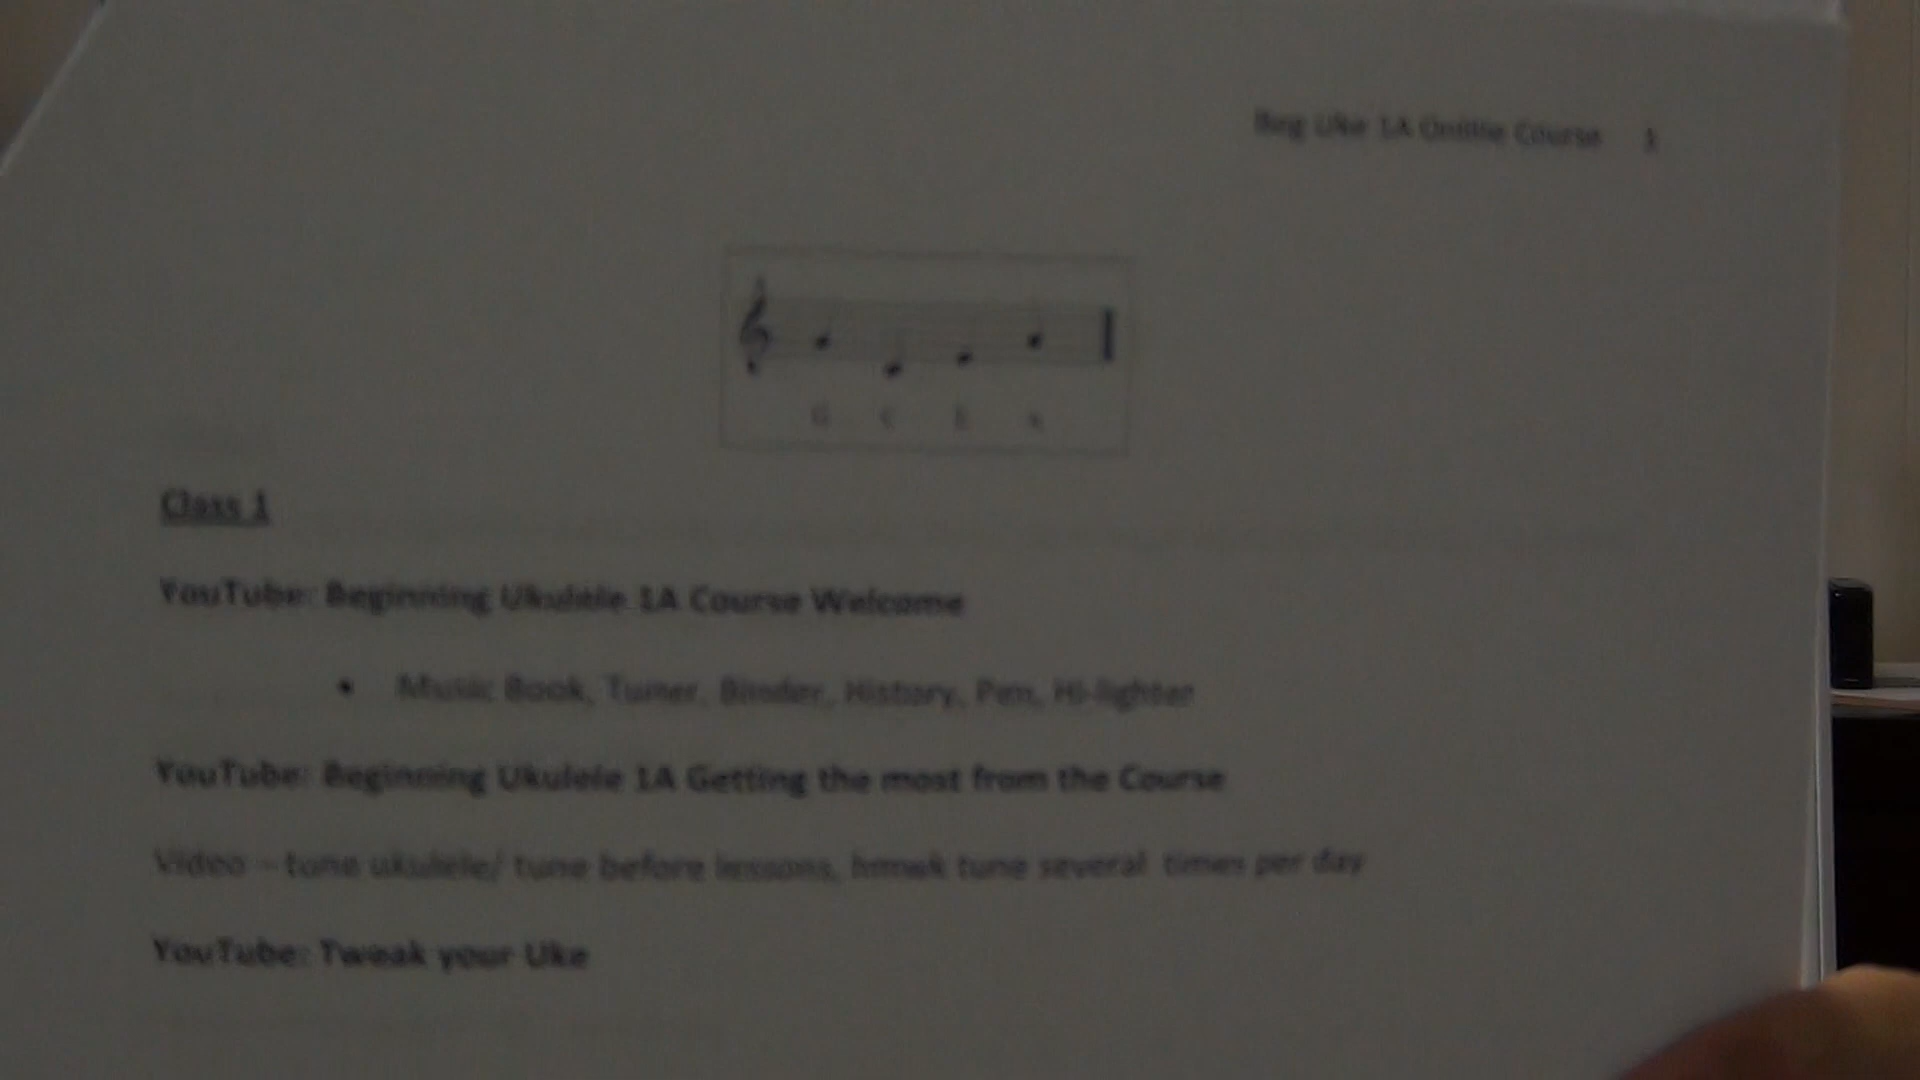 Beg Uke 1A Online Course 1
G C E A
Class 1
YouTube: Beginning Ukulele 1A Course Welcome
• Music Book, Tuner, Binder, History, Pen, Hi-lighter
YouTube: Beginning Ukulele 1A Getting the most from the Course
Video – tune ukulele/ tune before lessons, hmwk tune several times per day
YouTube: Tweak your Uke